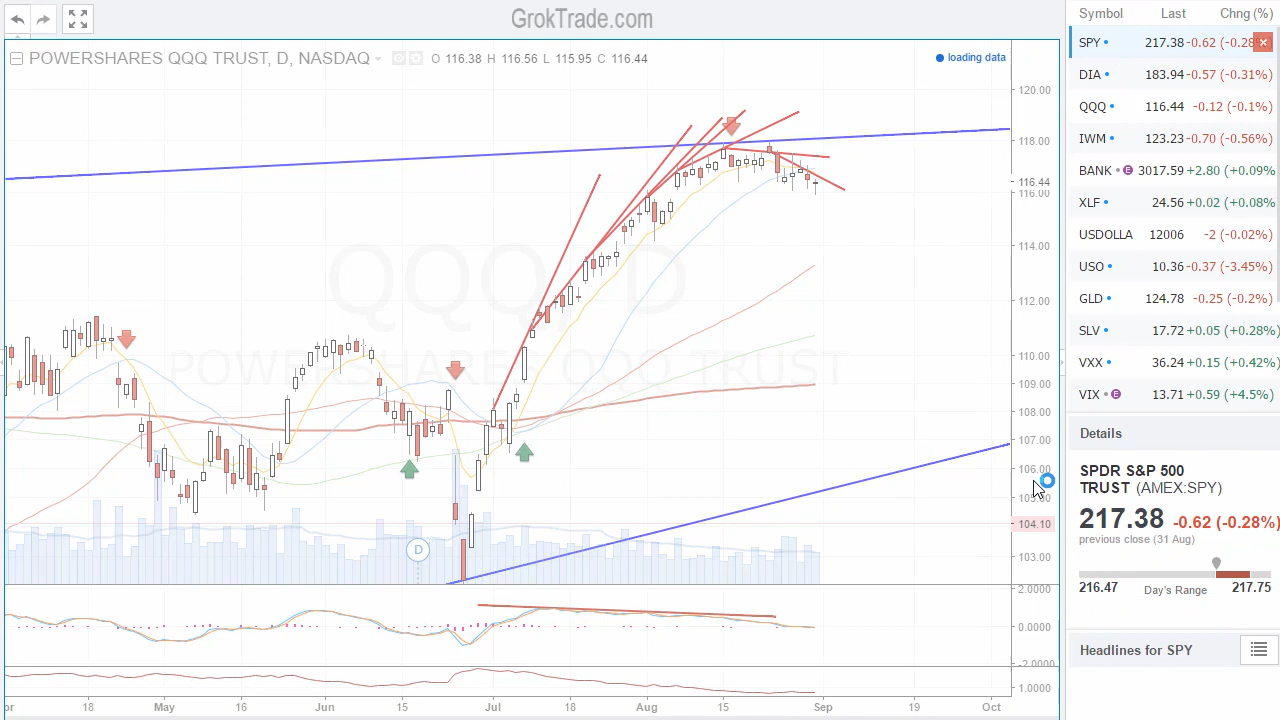 GrokTrade.com
POWERSHARES QQQ TRUST, D, NASDAQ O 116.38 H 116.56 L 115.95 C 116.44
loading data
QQQ, D
POWERSHARES QQQ TRUST
120.00
118.00
116.44
116.00
114.00
112.00
110.00
109.00
108.00
107.00
106.00
104.10
103.00
2.0000
0.0000
-2.0000
1.0000
D
18 May 16 Jun 15 Jul 18 Aug 15 Sep 19 Oct
Symbol Last Chng (%)
SPY 217.38 -0.62 (-0.28%
DIA 183.94 -0.57 (-0.31%)
QQQ 116.44 -0.12 (-0.1%)
IWM 123.23 -0.70 (-0.56%)
BANK E 3017.59 +2.80 (+0.09%
XLF 24.56 +0.02 (+0.08%
USDOLLA 12006 -2 (-0.02%)
USO 10.36 -0.37 (-3.45%)
GLD 124.78 -0.25 (-0.2%)
SLV 17.72 +0.05 (+0.28%
VXX 36.24 +0.15 (+0.42%
VIX E 13.71 +0.59 (+4.5%)
Details
SPDR S&P 500
TRUST (AMEX:SPY)
217.38 -0.62 (-0.28%)
previous close (31 Aug)
216.47 Day's Range 217.75
Headlines for SPY